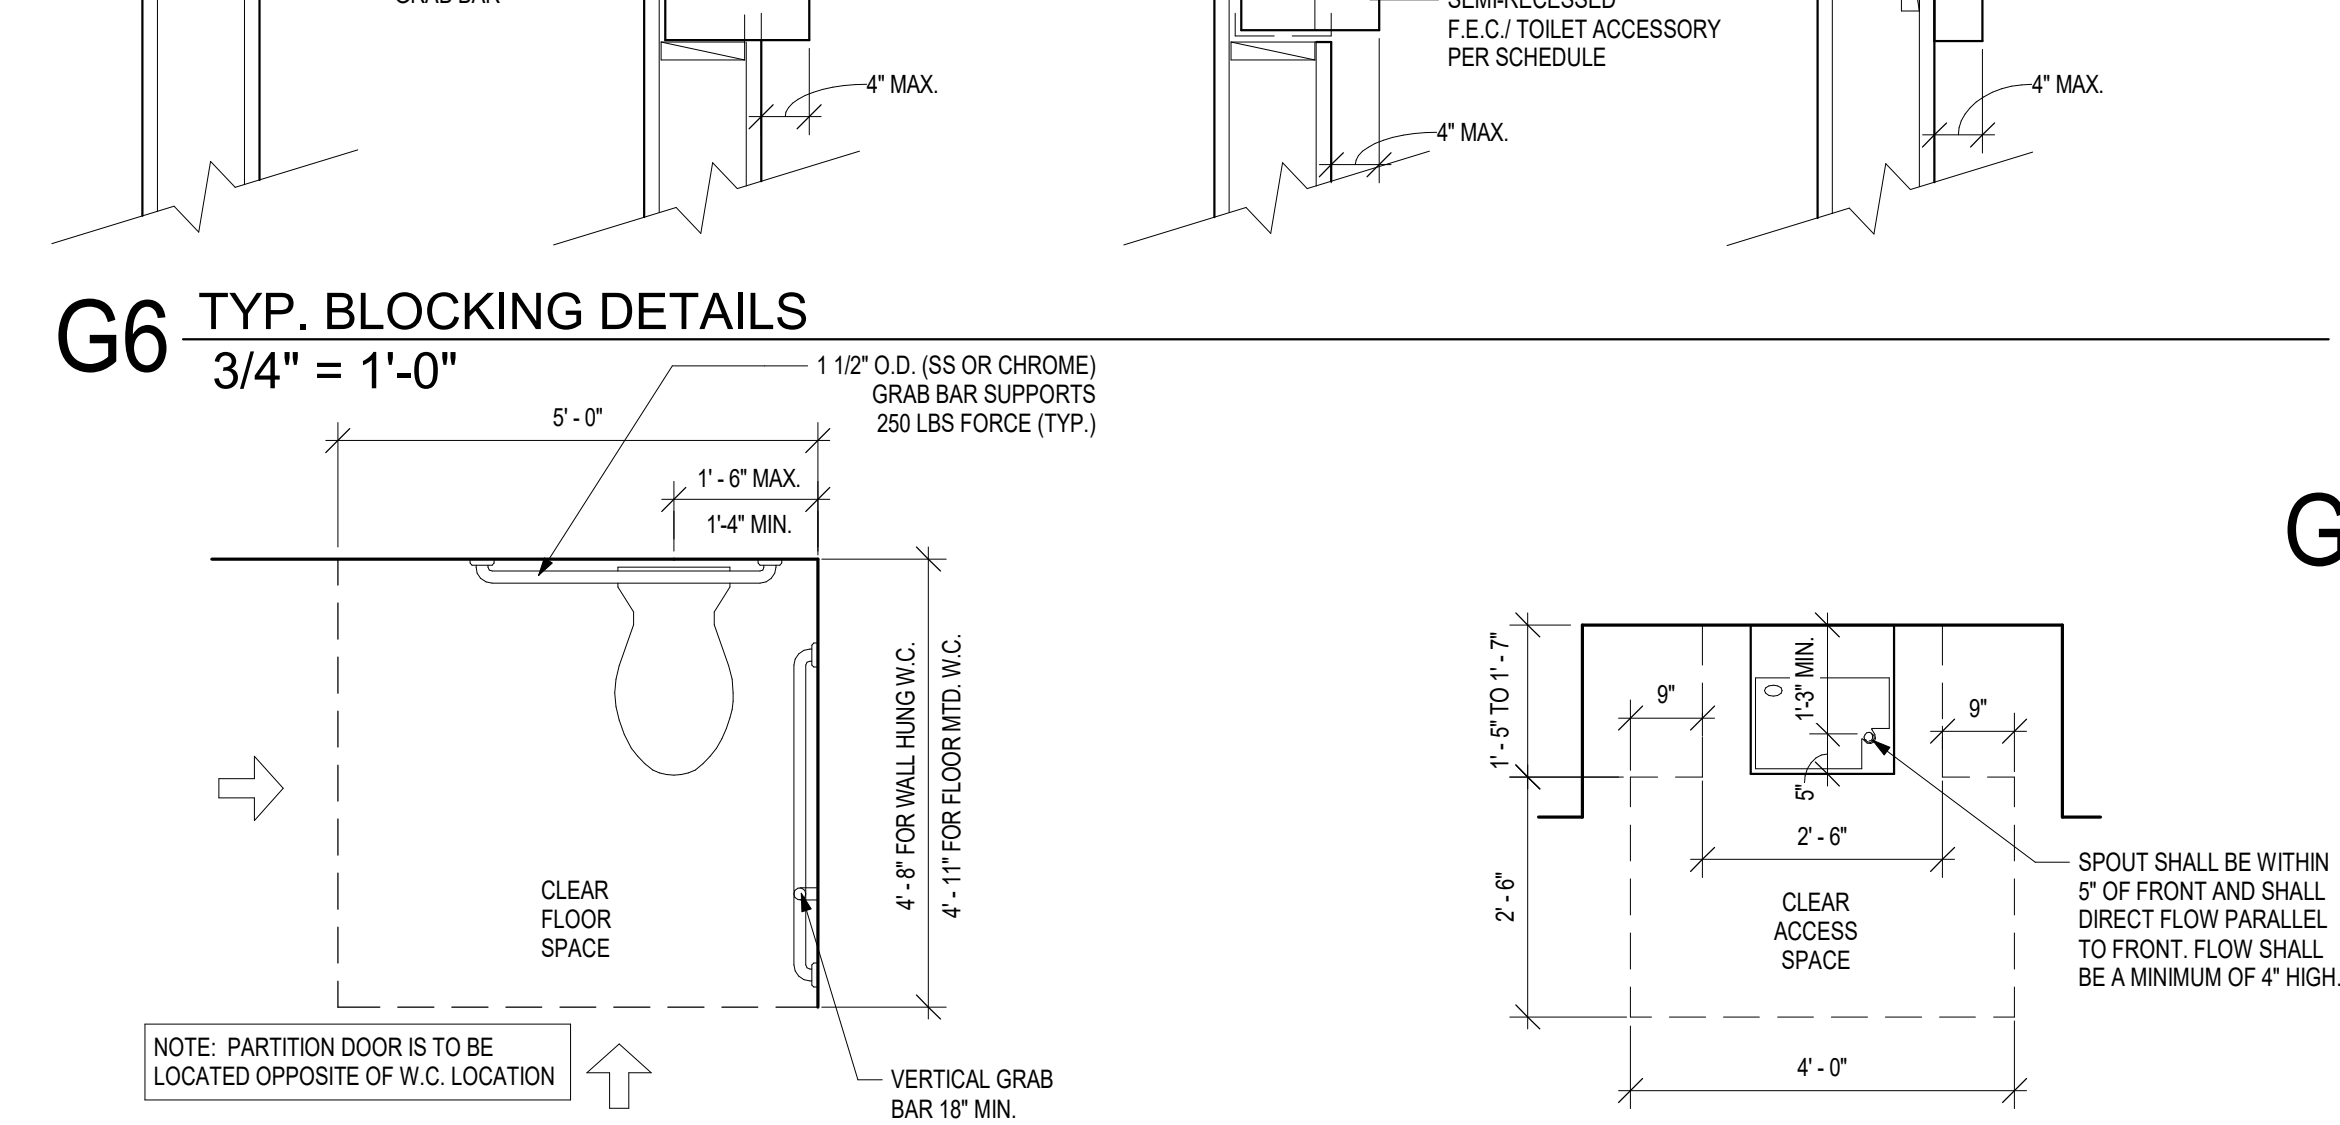 GRAB BAR
SEMI-RECESSED
F.E.C./ TOILET ACCESSORY
PER SCHEDULE
4" MAX.
4" MAX.
4" MAX.
G6
TYP. BLOCKING DETAILS
3/4" = 1'-0"
1 1/2" O.D. (SS OR CHROME)
GRAB BAR SUPPORTS
250 LBS FORCE (TYP.)
5' - 0"
1' - 6" MAX.
1'-4" MIN.
4' - 8" FOR WALL HUNG W.C.
4' - 11" FOR FLOOR MTD. W.C.
CLEAR
FLOOR
SPACE
NOTE: PARTITION DOOR IS TO BE
LOCATED OPPOSITE OF W.C. LOCATION
VERTICAL GRAB
BAR 18" MIN.
G
1' - 5" TO 1' - 7"
9"
1'-3" MIN.
9"
5"
2' - 6"
2' - 6"
CLEAR
ACCESS
SPACE
SPOUT SHALL BE WITHIN
5" OF FRONT AND SHALL
DIRECT FLOW PARALLEL
TO FRONT. FLOW SHALL
BE A MINIMUM OF 4" HIGH.
4' - 0"